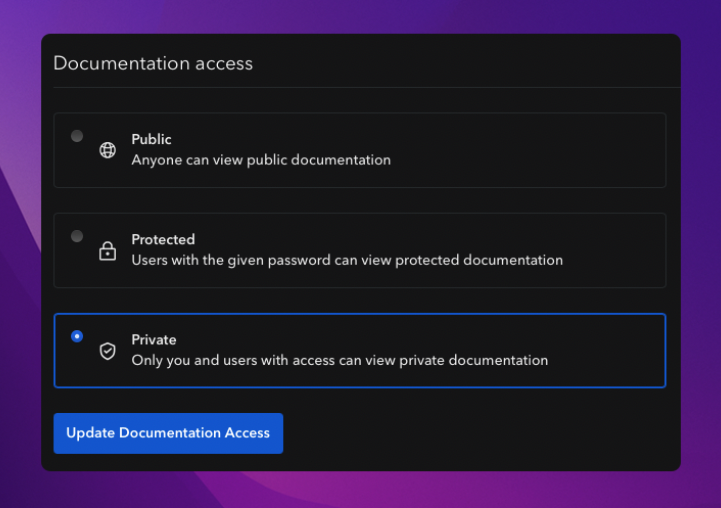 Documentation access
Public
Anyone can view public documentation
Protected
Users with the given password can view protected documentation
Private
Only you and users with access can view private documentation
Update Documentation Access